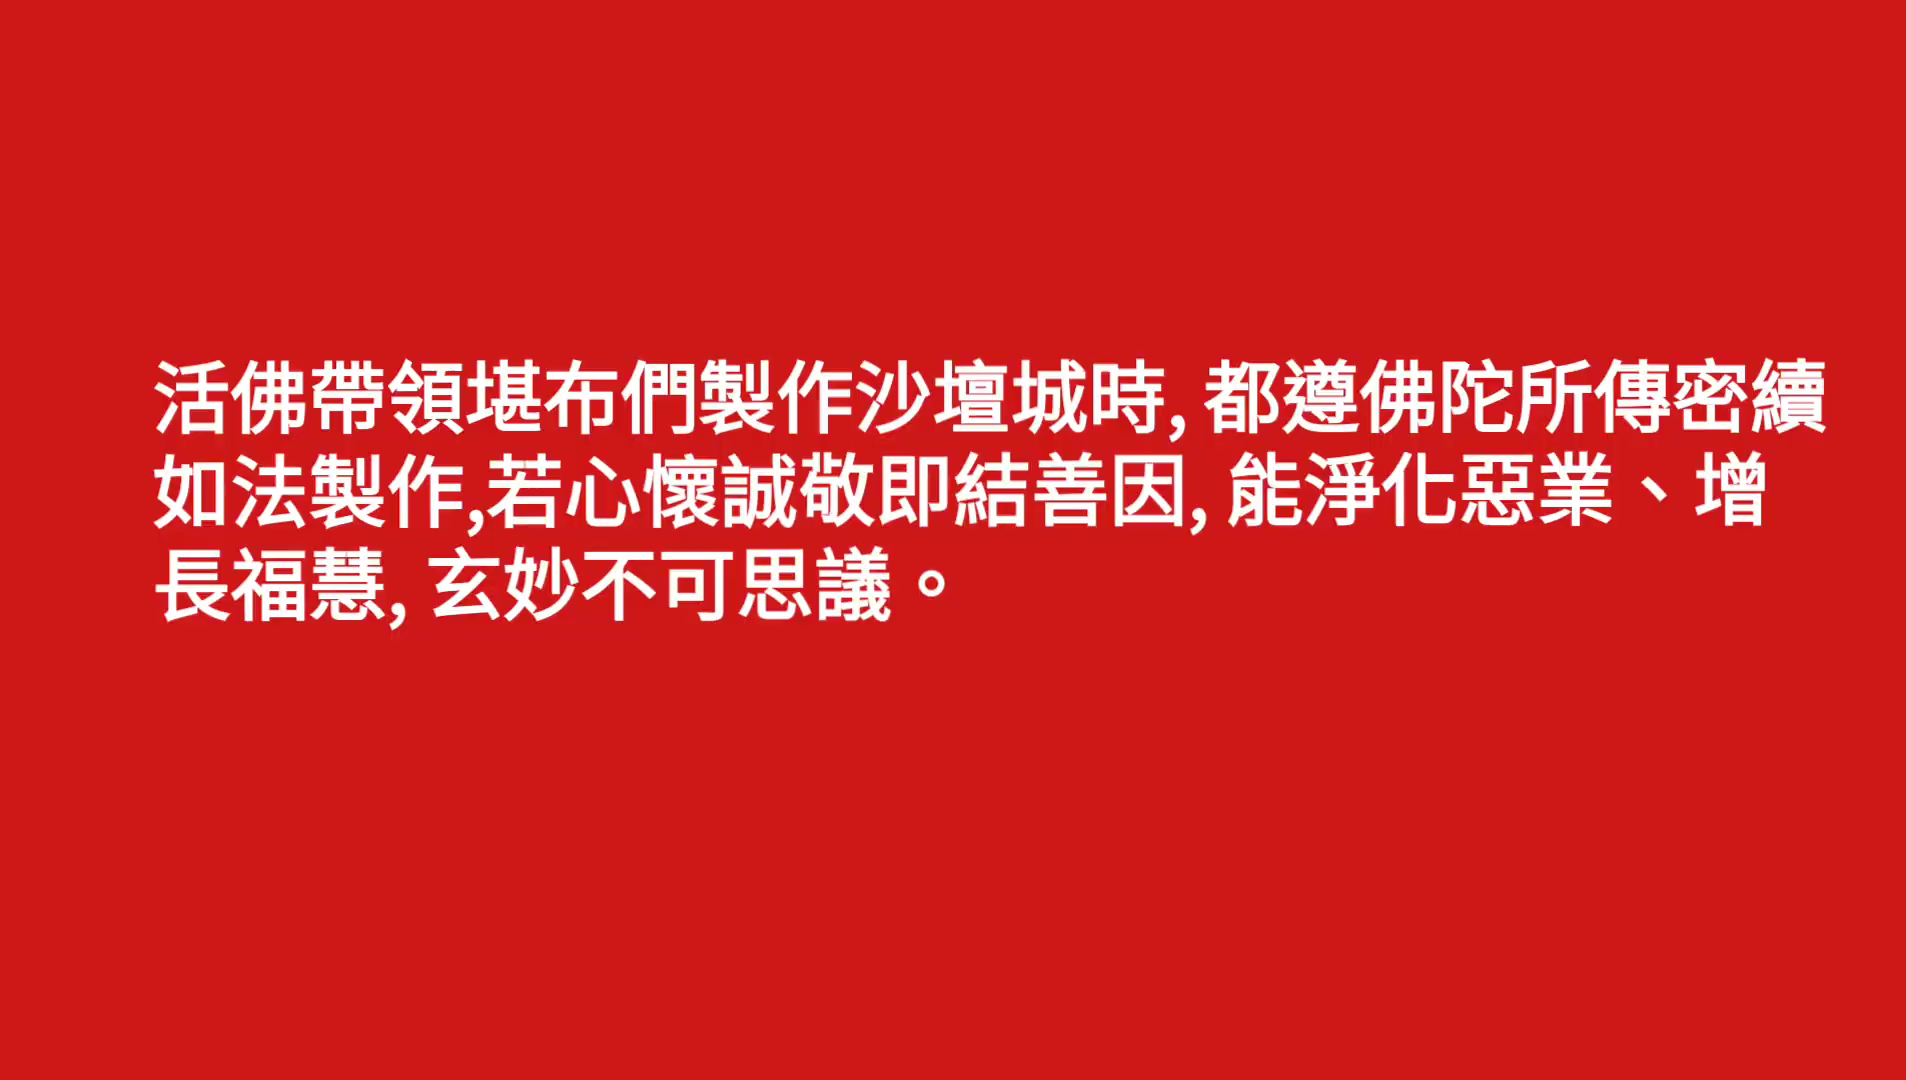 活佛帶領堪布們製作沙壇城時, 都遵佛陀所傳密續
如法製作,若心懷誠敬即結善因, 能淨化惡業、增
長福慧, 玄妙不可思議。